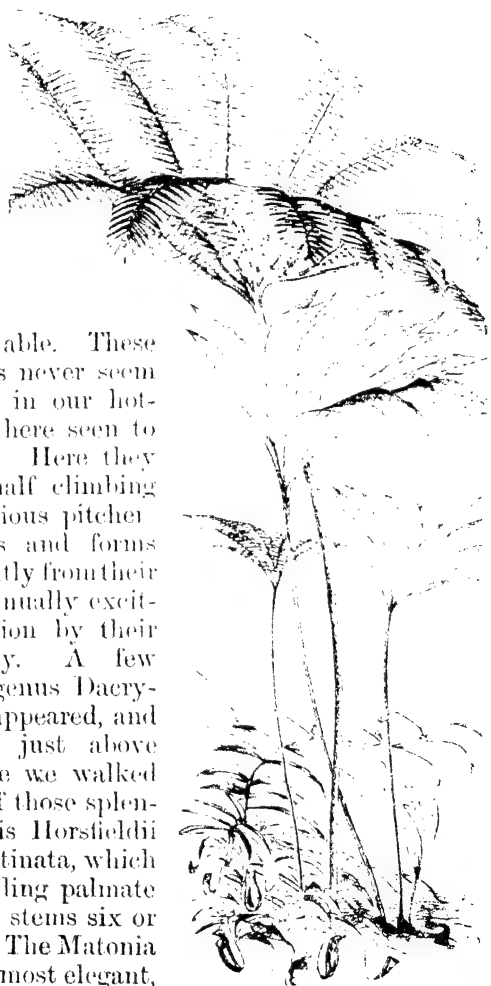 able. These
s never seem
in our hot-
here seen to
Here they
half climbing
ious pitcher
s and forms
tly from their
nually excit-
ion by their
y. A few
genus Dacry-
appeared, and
just above
e we walked
f those splen-
is Horsfieldii
tinata, which
ling palmate
stems six or
The Matonia
most elegant,